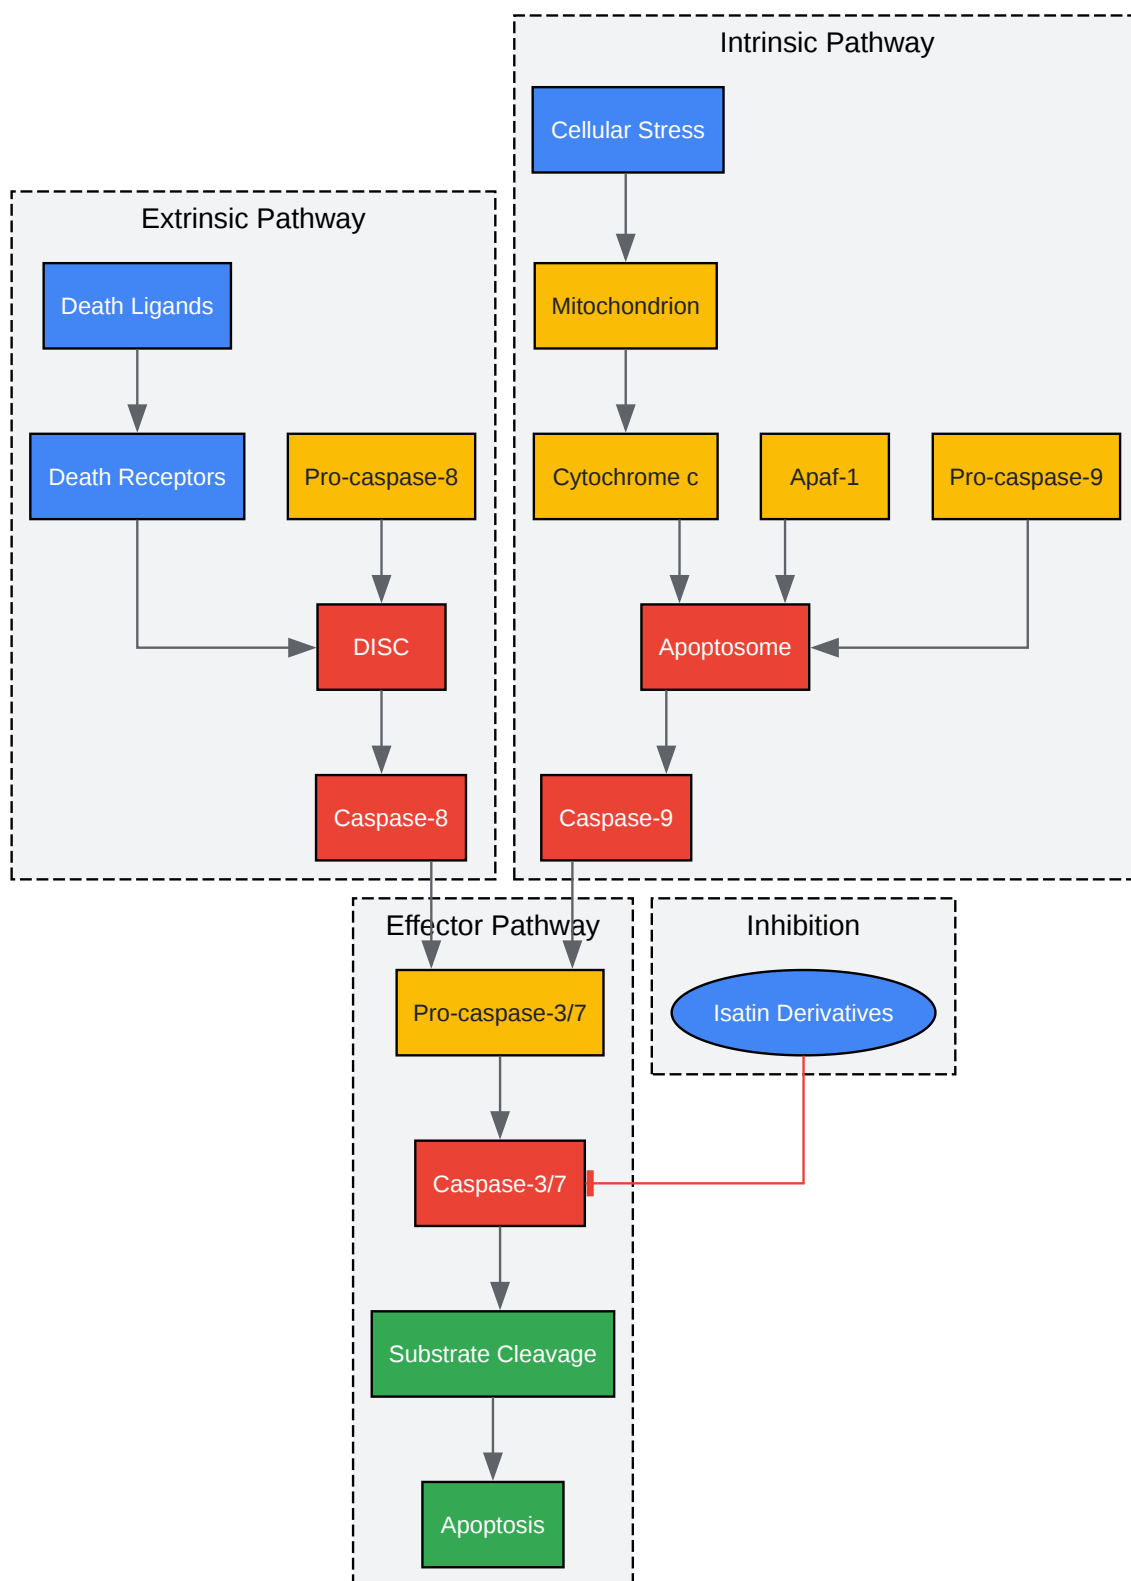 Intrinsic Pathway
Cellular Stress
Extrinsic Pathway
Death Ligands
Mitochondrion
Death Receptors
Pro-caspase-8
Cytochrome c
Apaf-1
Pro-caspase-9
DISC
Apoptosome
Caspase-8
Caspase-9
Effector Pathway
Inhibition
Pro-caspase-3/7
Isatin Derivatives
Caspase-3/7
Substrate Cleavage
Apoptosis